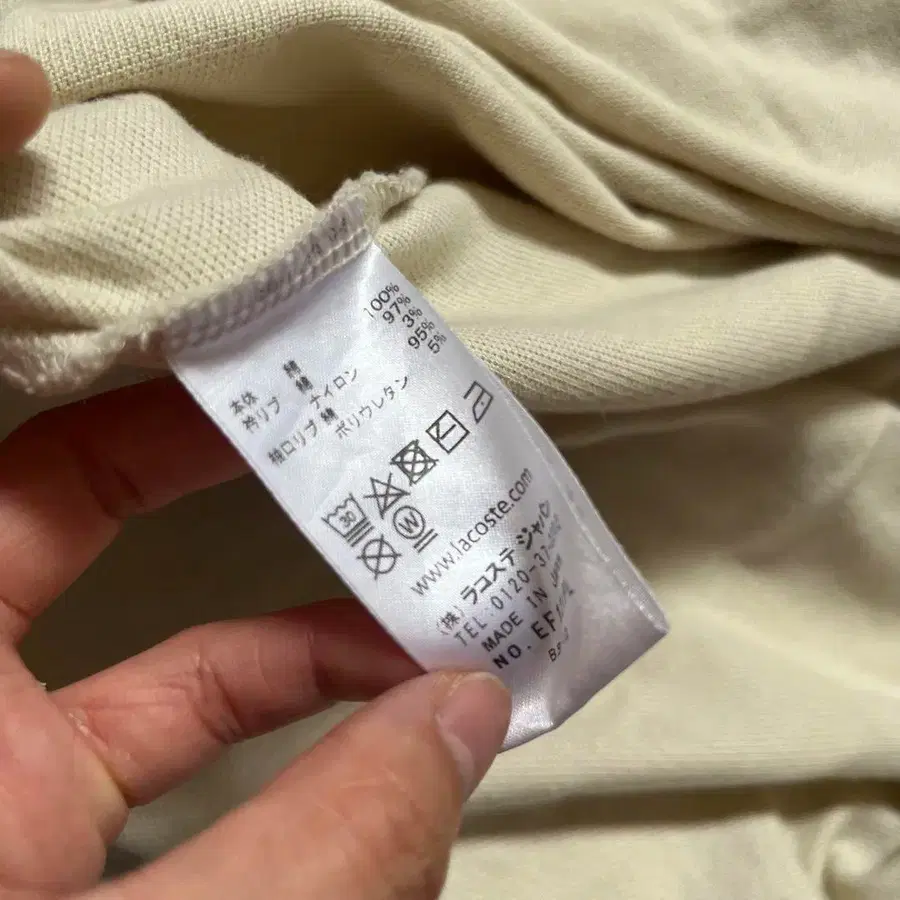 本体 綿 100%
衿リブ 綿 97%
ナイロン 3%
袖口リブ 綿 95%
ポリウレタン 5%
30
W
www.lacoste.com
(株) ラコステ ジャパン
TEL:0120-37-
MADE IN Japan
NO. EF